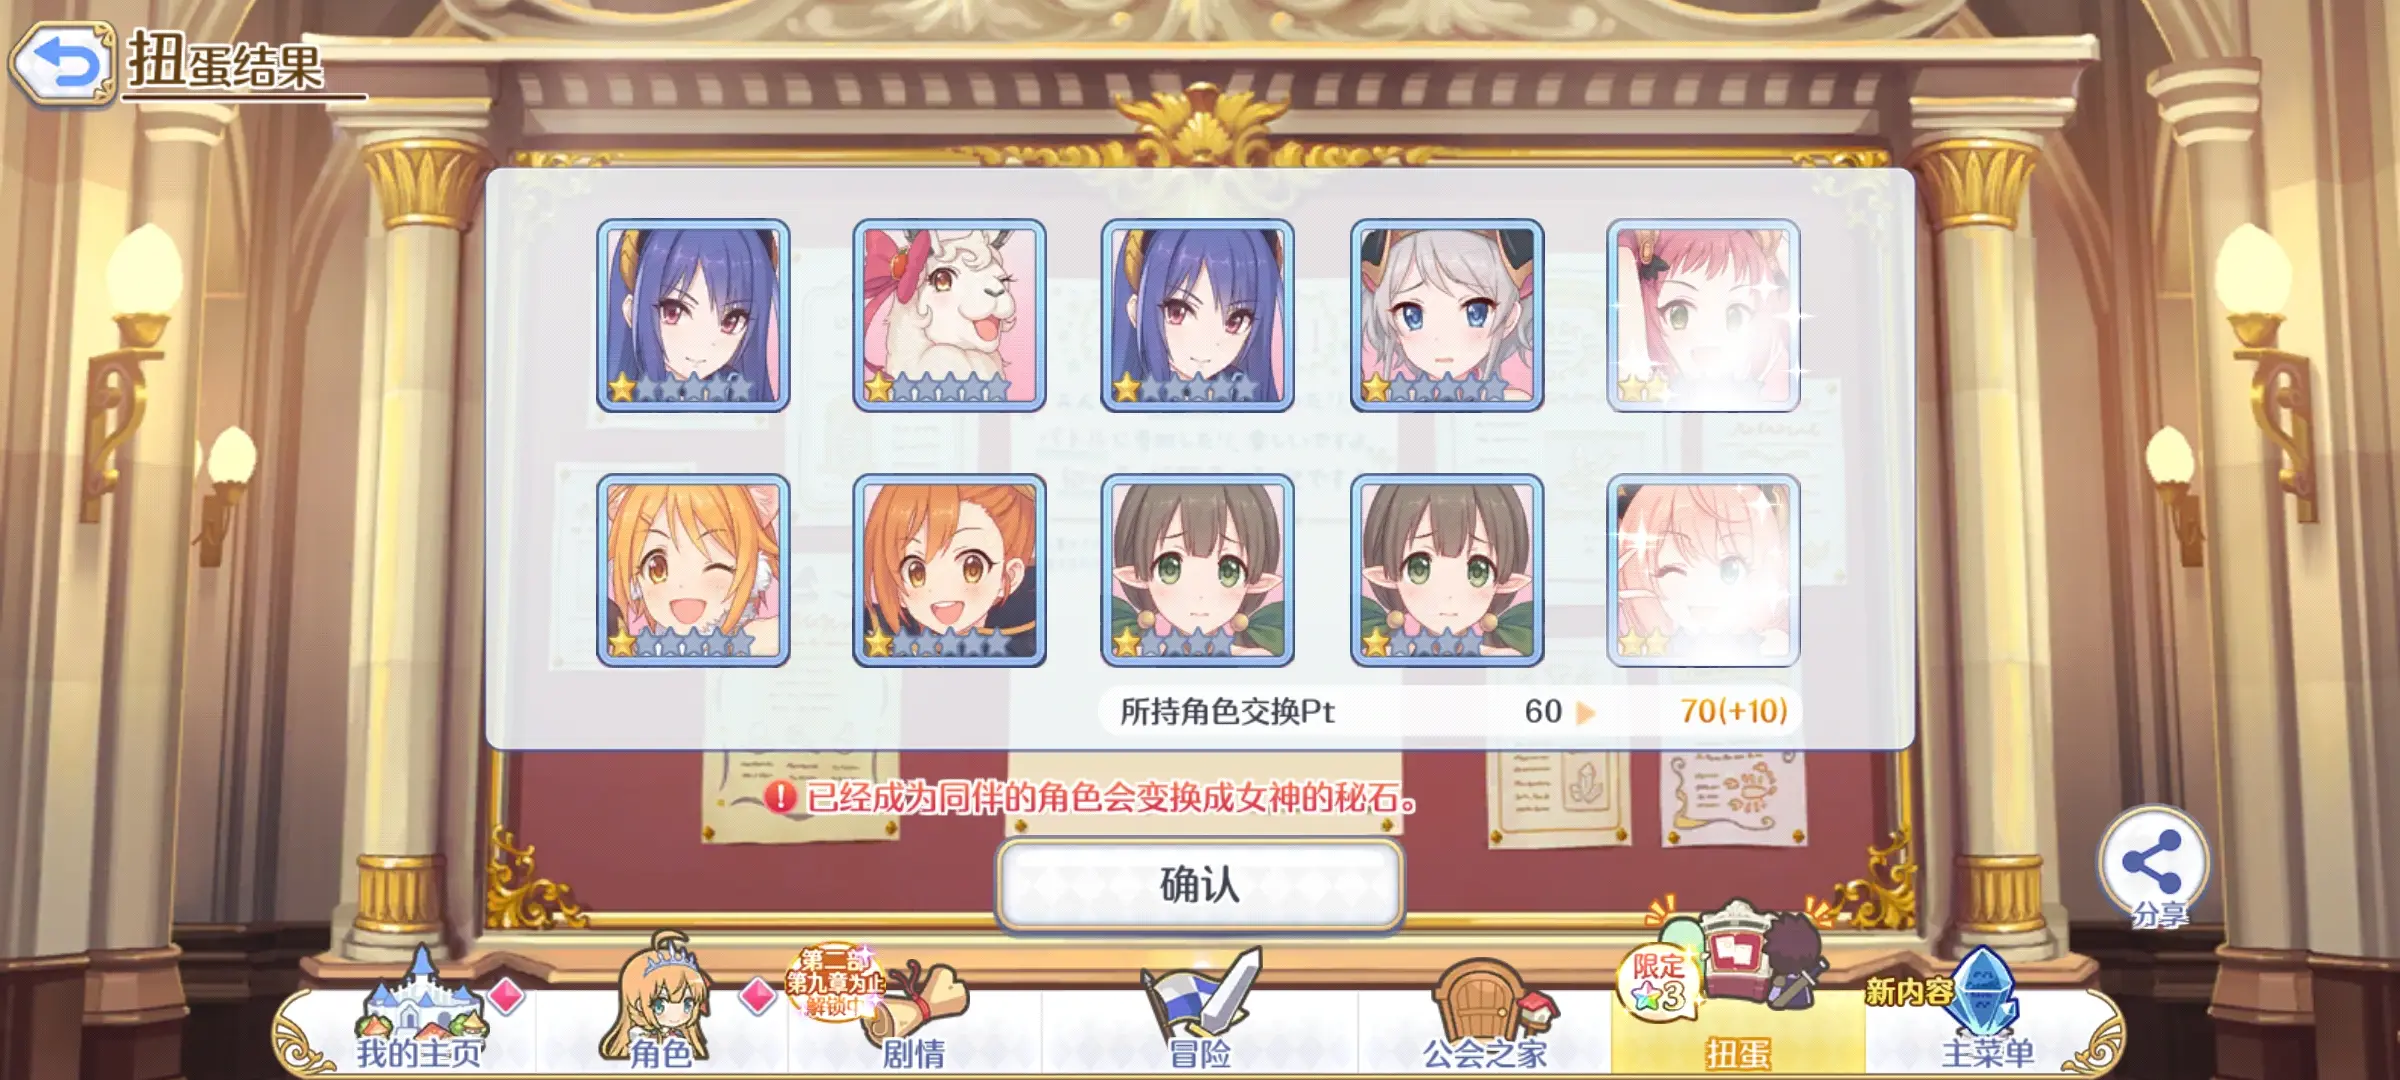 扭蛋结果
所持角色交换Pt 60 70(+10)
已经成为同伴的角色会变换成女神的秘石。
确认
分享
第二部
第九章为止
解锁中
限定
3
新内容
我的主页
角色
剧情
冒险
公会之家
扭蛋
主菜单